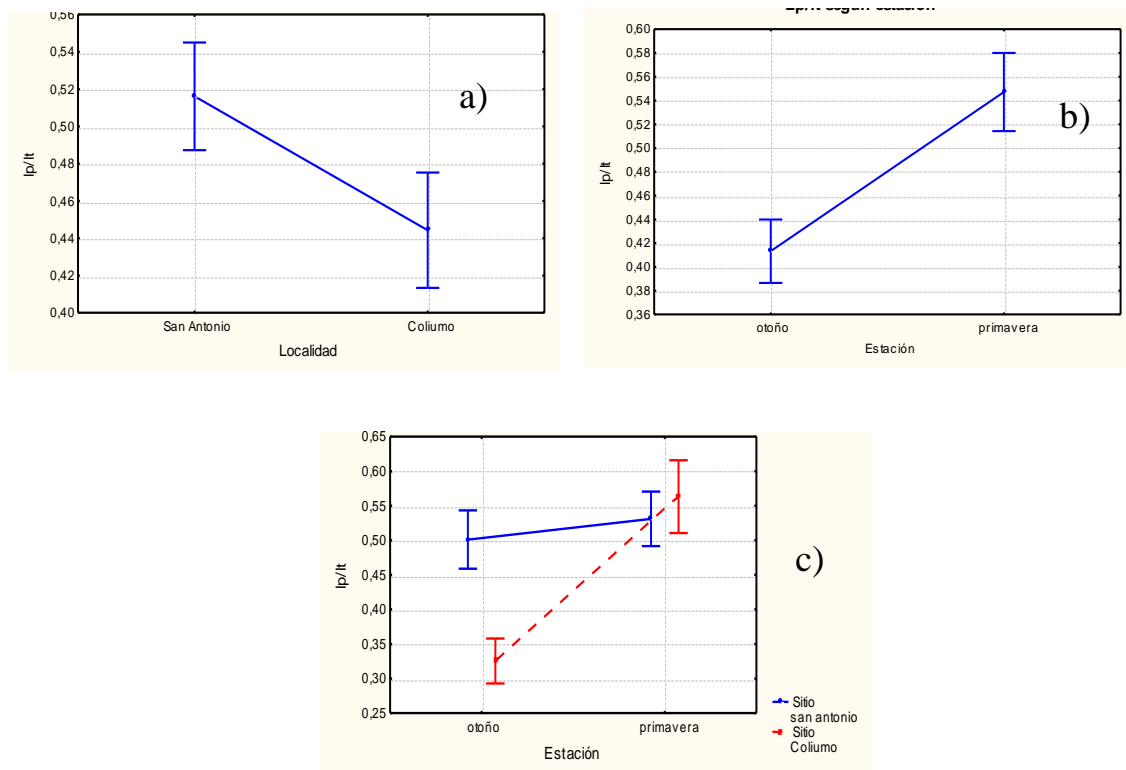 0,56
0,54
0,52
0,50
0,48
0,46
0,44
0,42
0,40
lp/lt
San Antonio Coliumo
Localidad
a)
Lp/lt según estación
0,60
0,58
0,56
0,54
0,52
0,50
0,48
0,46
0,44
0,42
0,40
0,38
0,36
lp/lt
otoño primavera
Estación
b)
0,65
0,60
0,55
0,50
0,45
0,40
0,35
0,30
0,25
lp/lt
otoño primavera
Estación
c)
Sitio
san antonio
Sitio
Coliumo